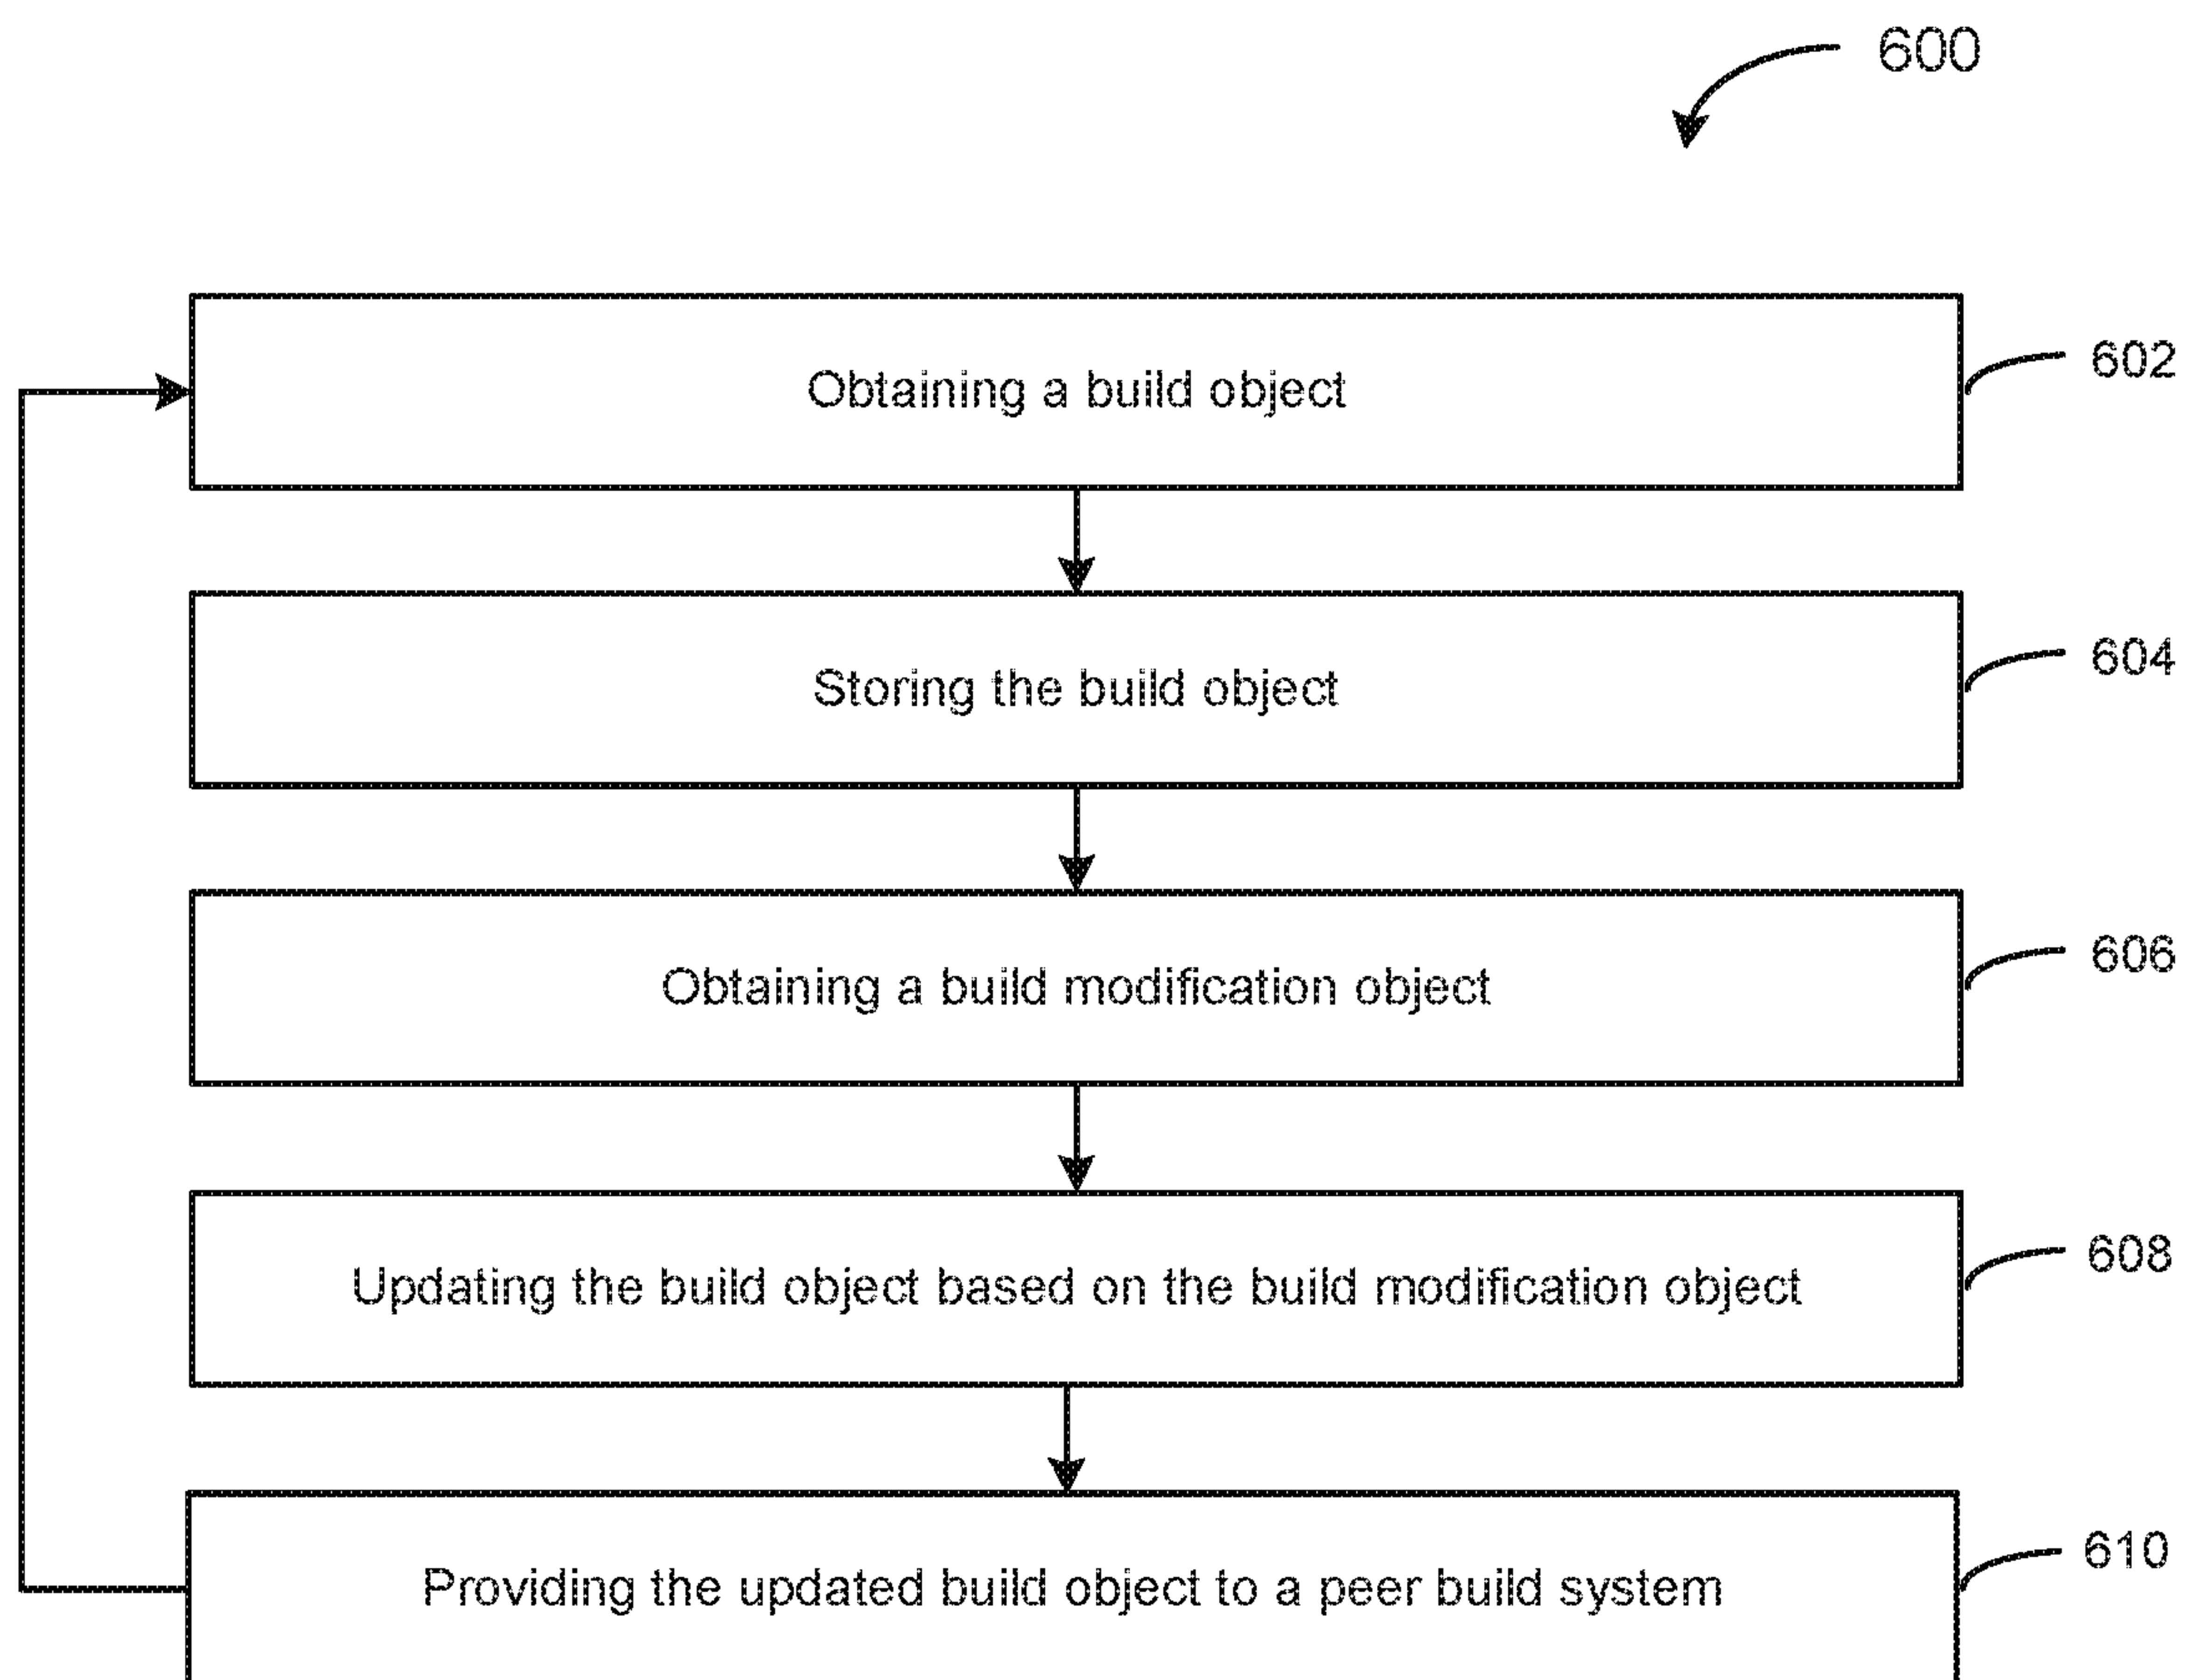 600
Obtaining a build object
602
Storing the build object
604
Obtaining a build modification object
606
Updating the build object based on the build modification object
608
Providing the updated build object to a peer build system
610